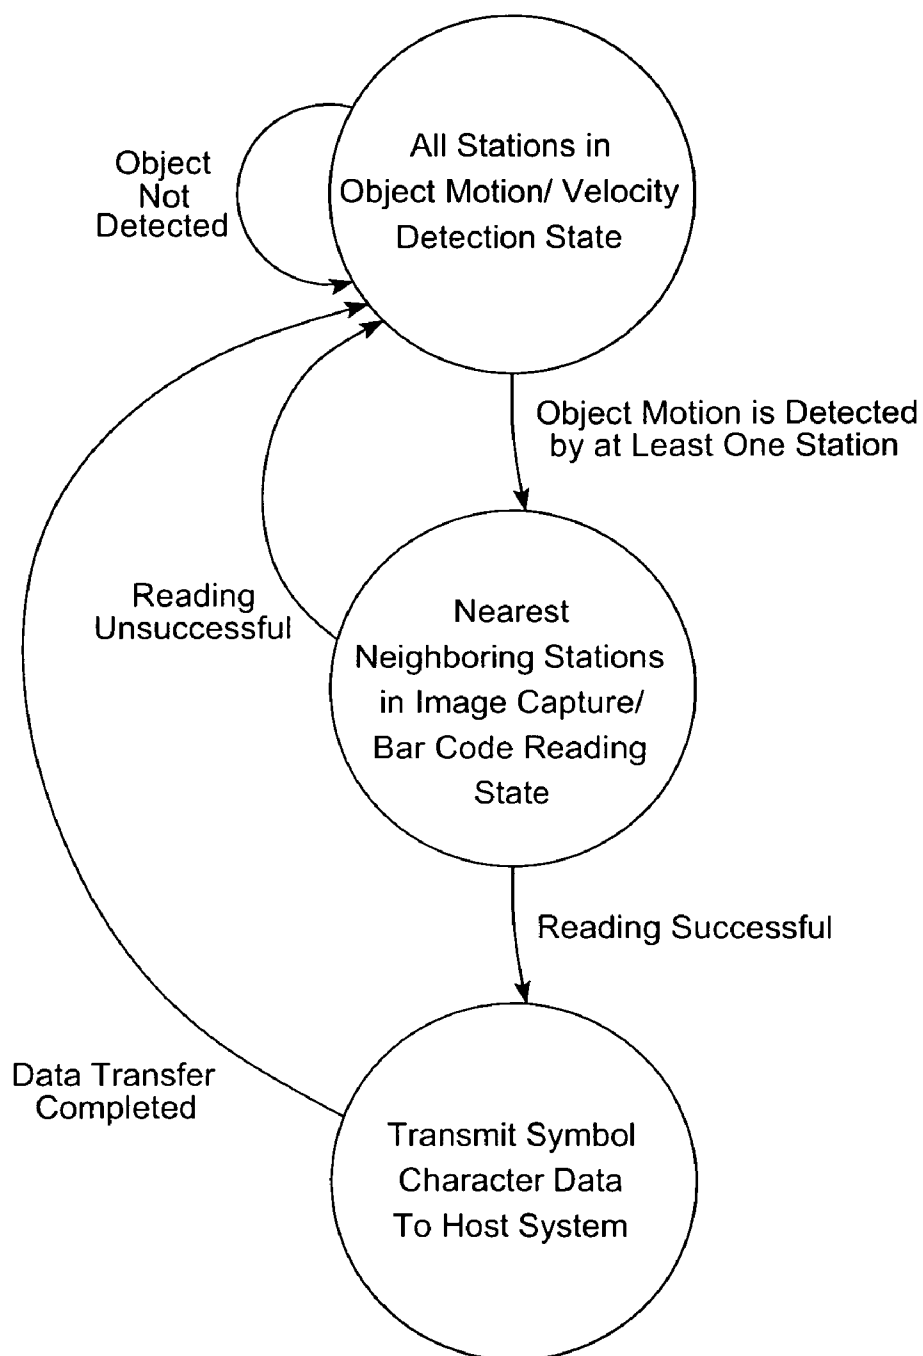 All Stations in
Object Motion/ Velocity
Detection State
Object
Not
Detected
Object Motion is Detected
by at Least One Station
Reading
Unsuccessful
Nearest
Neighboring Stations
in Image Capture/
Bar Code Reading
State
Reading Successful
Data Transfer
Completed
Transmit Symbol
Character Data
To Host System